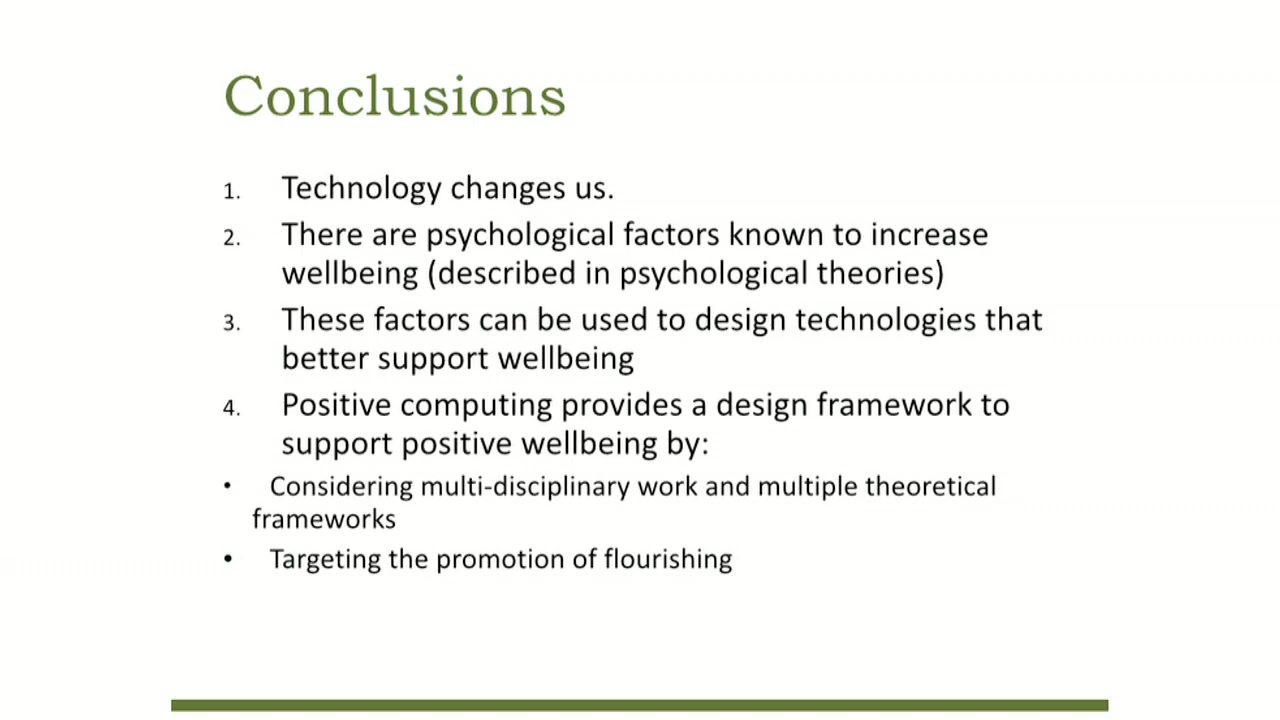 Conclusions
1. Technology changes us.
2. There are psychological factors known to increase
wellbeing (described in psychological theories)
3. These factors can be used to design technologies that
better support wellbeing
4. Positive computing provides a design framework to
support positive wellbeing by:
• Considering multi-disciplinary work and multiple theoretical
frameworks
• Targeting the promotion of flourishing